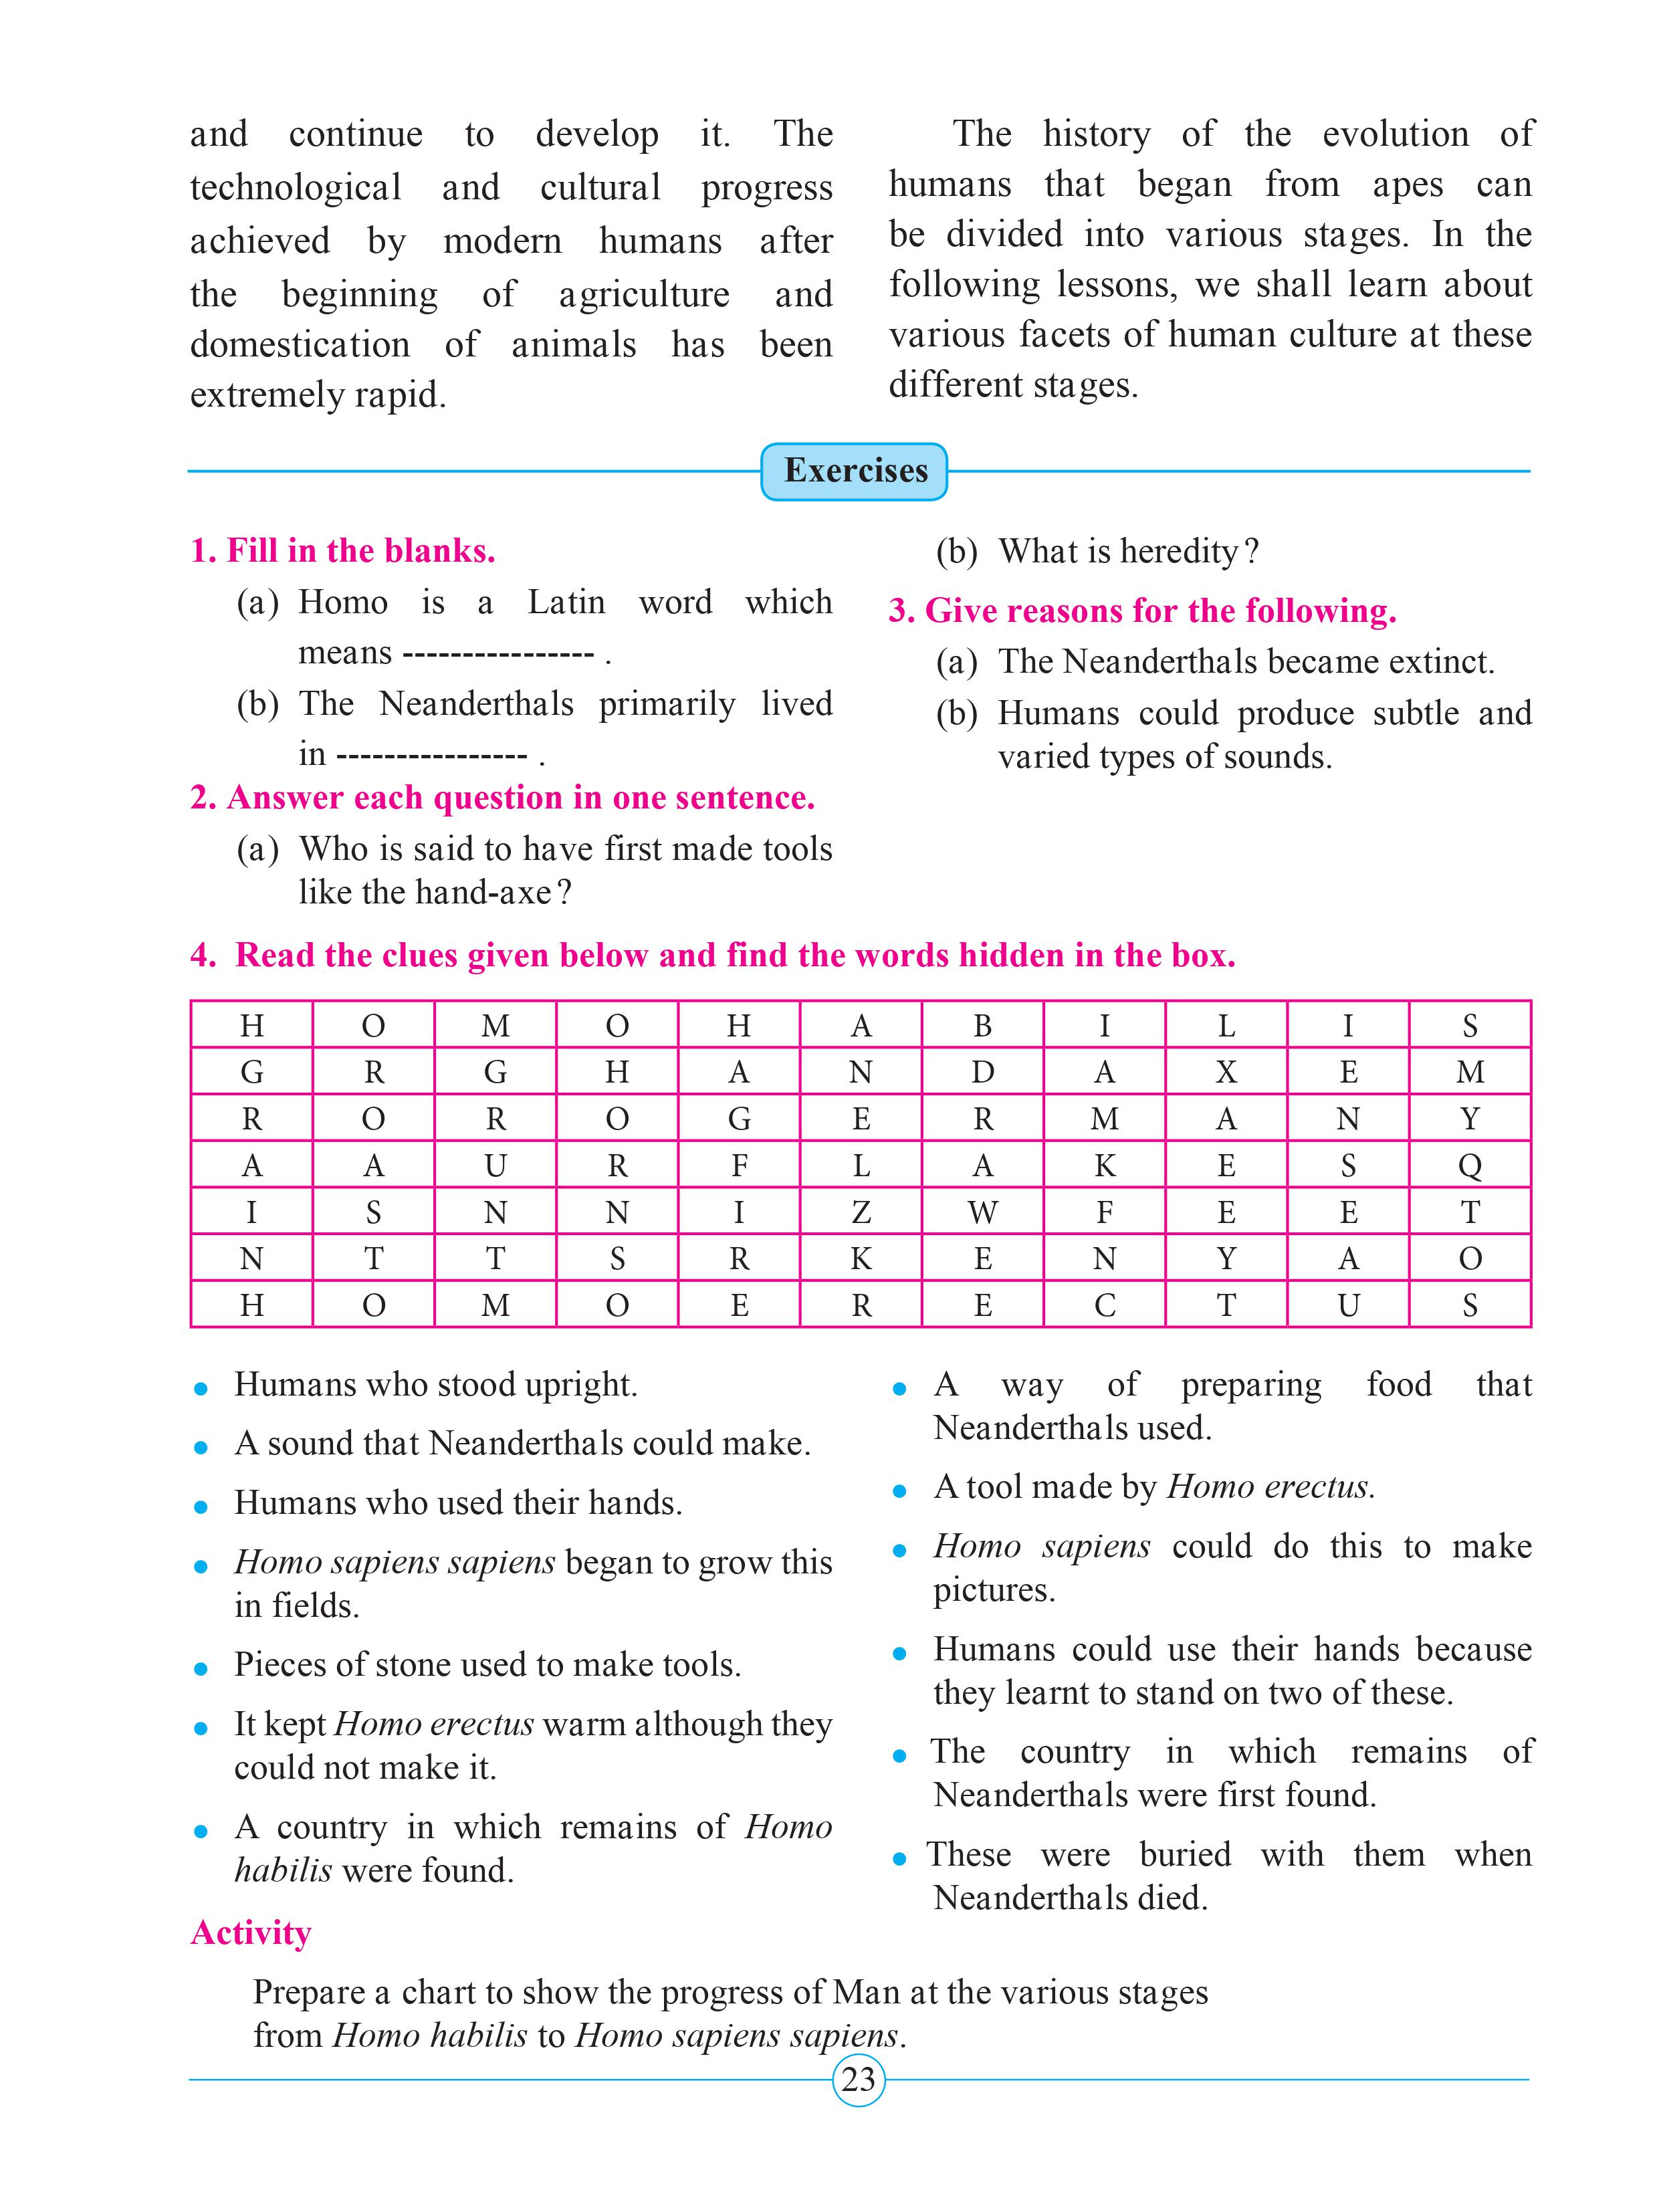 and continue to develop it. The
technological and cultural progress
achieved by modern humans after
the beginning of agriculture and
domestication of animals has been
extremely rapid.
The history of the evolution of
humans that began from apes can
be divided into various stages. In the
following lessons, we shall learn about
various facets of human culture at these
different stages.
Exercises
1. Fill in the blanks.
(a) Homo is a Latin word which
means ---------------- .
(b) The Neanderthals primarily lived
in ---------------- .
2. Answer each question in one sentence.
(a) Who is said to have first made tools
like the hand-axe?
(b) What is heredity?
3. Give reasons for the following.
(a) The Neanderthals became extinct.
(b) Humans could produce subtle and
varied types of sounds.
4. Read the clues given below and find the words hidden in the box.
H O M O H A B I L I S
G R G H A N D A X E M
R O R O G E R M A N Y
A A U R F L A K E S Q
I S N N I Z W F E E T
N T T S R K E N Y A O
H O M O E R E C T U S
• Humans who stood upright.
• A sound that Neanderthals could make.
• Humans who used their hands.
• Homo sapiens sapiens began to grow this
in fields.
• Pieces of stone used to make tools.
• It kept Homo erectus warm although they
could not make it.
• A country in which remains of Homo
habilis were found.
• A way of preparing food that
Neanderthals used.
• A tool made by Homo erectus.
• Homo sapiens could do this to make
pictures.
• Humans could use their hands because
they learnt to stand on two of these.
• The country in which remains of
Neanderthals were first found.
• These were buried with them when
Neanderthals died.
Activity
Prepare a chart to show the progress of Man at the various stages
from Homo habilis to Homo sapiens sapiens.
23